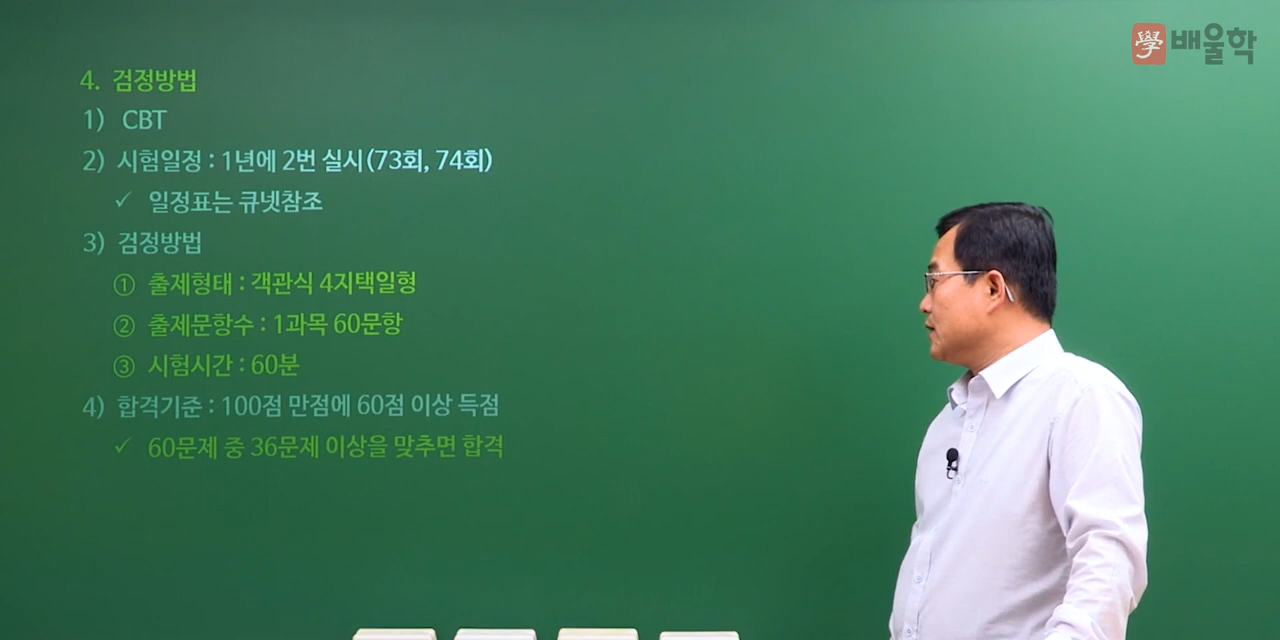 學 배울학
4. 검정방법
1) CBT
2) 시험일정 : 1년에 2번 실시(73회, 74회)
✓ 일정표는 큐넷참조
3) 검정방법
① 출제형태 : 객관식 4지택일형
② 출제문항수 : 1과목 60문항
③ 시험시간 : 60분
4) 합격기준 : 100점 만점에 60점 이상 득점
✓ 60문제 중 36문제 이상을 맞추면 합격